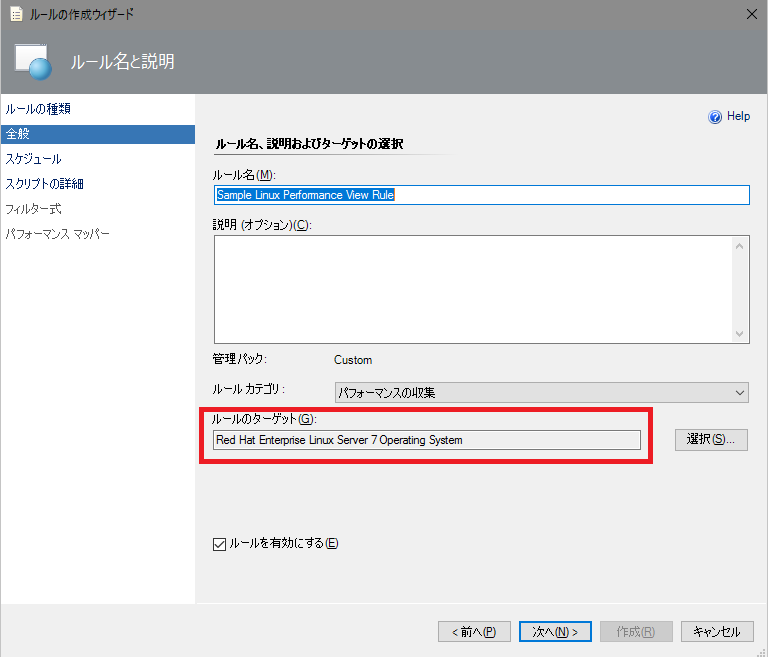 ルールの作成ウィザード
ルール名と説明
ルールの種類
全般
スケジュール
スクリプトの詳細
フィルター式
パフォーマンス マッパー
Help
ルール名、説明およびターゲットの選択
ルール名(M):
Sample Linux Performance View Rule
説明 (オプション)(C):
管理パック:
Custom
ルール カテゴリ:
パフォーマンスの収集
ルールのターゲット(G):
Red Hat Enterprise Linux Server 7 Operating System
選択(S)...
ルールを有効にする(E)
< 前へ(P)
次へ(N) >
作成(R)
キャンセル